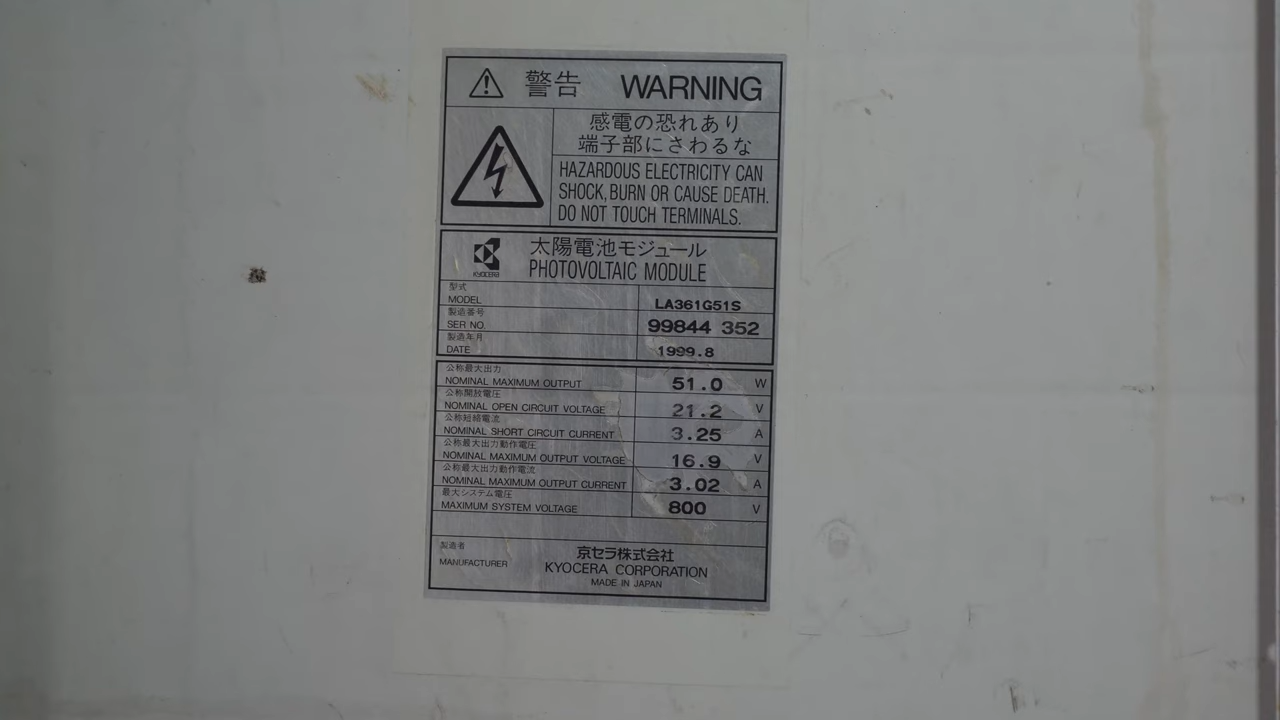 警告 WARNING
感電の恐れあり
端子部にさわるな
HAZARDOUS ELECTRICITY CAN
SHOCK, BURN OR CAUSE DEATH.
DO NOT TOUCH TERMINALS.
KYOCERA
太陽電池モジュール
PHOTOVOLTAIC MODULE
型式
MODEL LA361G51S
製造番号
SER NO. 99844 352
製造年月
DATE 1999.8
公称最大出力
NOMINAL MAXIMUM OUTPUT 51.0 W
公称開放電圧
NOMINAL OPEN CIRCUIT VOLTAGE 21.2 V
公称短絡電流
NOMINAL SHORT CIRCUIT CURRENT 3.25 A
公称最大出力動作電圧
NOMINAL MAXIMUM OUTPUT VOLTAGE 16.9 V
公称最大出力動作電流
NOMINAL MAXIMUM OUTPUT CURRENT 3.02 A
最大システム電圧
MAXIMUM SYSTEM VOLTAGE 800 V
製造者
MANUFACTURER
京セラ株式会社
KYOCERA CORPORATION
MADE IN JAPAN